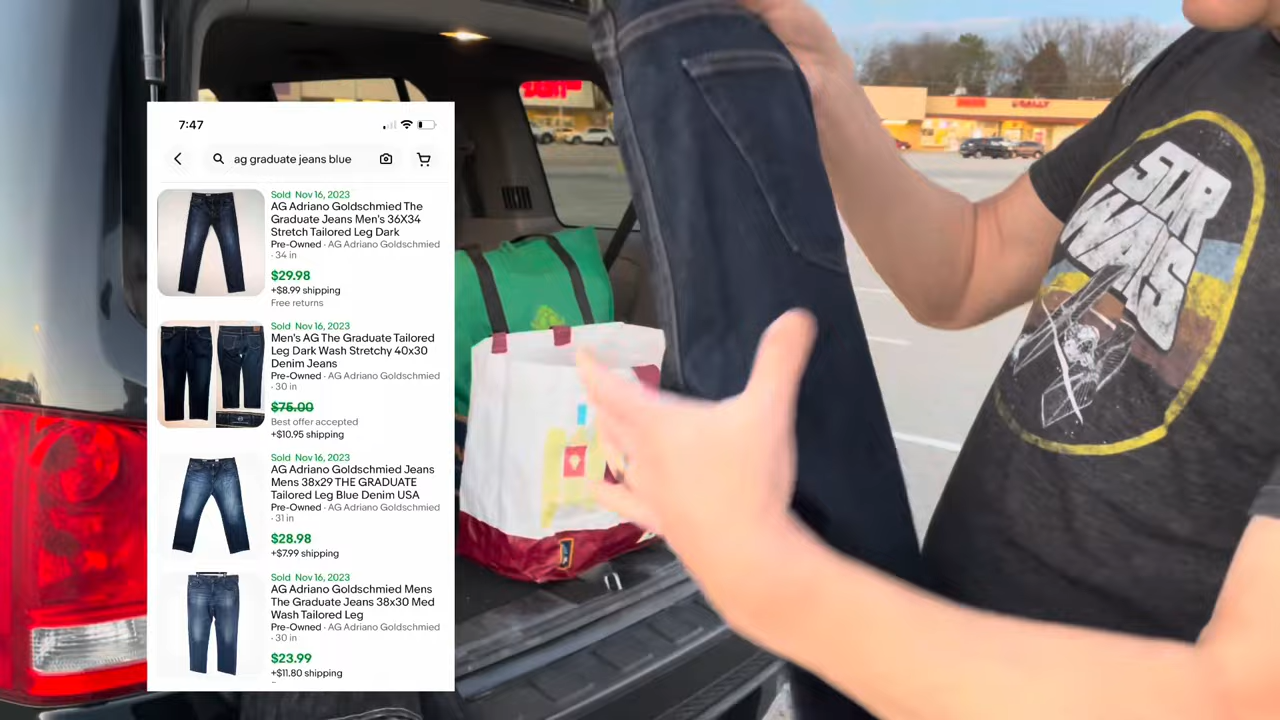 7:47
ag graduate jeans blue
Sold Nov 16, 2023
AG Adriano Goldschmied The
Graduate Jeans Men's 36X34
Stretch Tailored Leg Dark
Pre-Owned · AG Adriano Goldschmied
· 34 in
$29.98
+$8.99 shipping
Free returns
Sold Nov 16, 2023
Men's AG The Graduate Tailored
Leg Dark Wash Stretchy 40x30
Denim Jeans
Pre-Owned · AG Adriano Goldschmied
· 30 in
$75.00
Best offer accepted
+$10.95 shipping
Sold Nov 16, 2023
AG Adriano Goldschmied Jeans
Mens 38x29 THE GRADUATE
Tailored Leg Blue Denim USA
Pre-Owned · AG Adriano Goldschmied
· 31 in
$28.98
+$7.99 shipping
Sold Nov 16, 2023
AG Adriano Goldschmied Mens
The Graduate Jeans 38x30 Med
Wash Tailored Leg
Pre-Owned · AG Adriano Goldschmied
· 30 in
$23.99
+$11.80 shipping
STAR
WARS